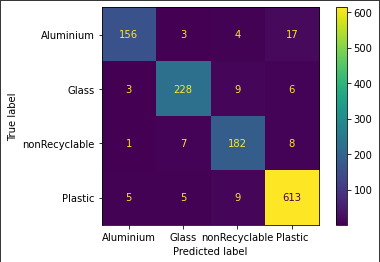 600
Aluminium 156 3 4 17
500
Glass 3 228 9 6
400
True label
300
nonRecyclable 1 7 182 8
200
Plastic 5 5 9 613
100
Aluminium Glass nonRecyclable Plastic
Predicted label